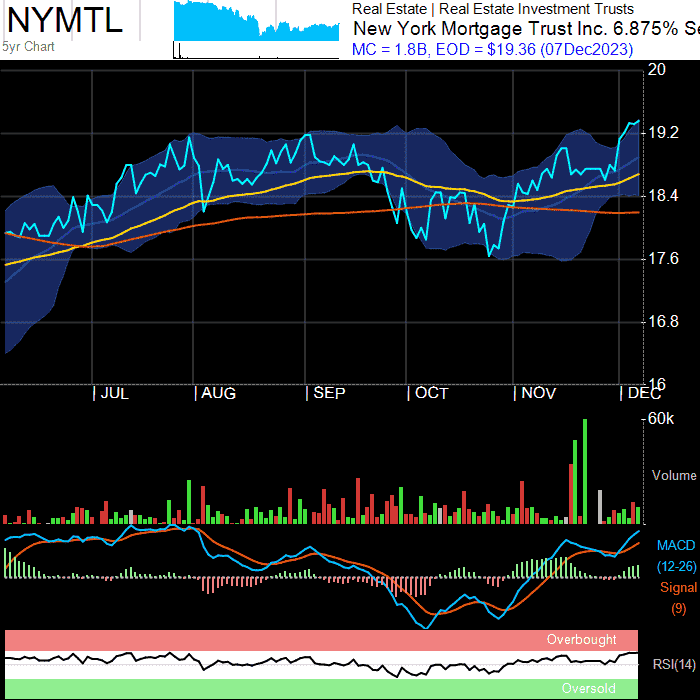 NYMTL
5yr Chart
Real Estate | Real Estate Investment Trusts
New York Mortgage Trust Inc. 6.875% Se
MC = 1.8B, EOD = $19.36 (07Dec2023)
20
19.2
18.4
17.6
16.8
16
JUL
AUG
SEP
OCT
NOV
DEC
60k
Volume
MACD
(12-26)
Signal
(9)
Overbought
RSI(14)
Oversold